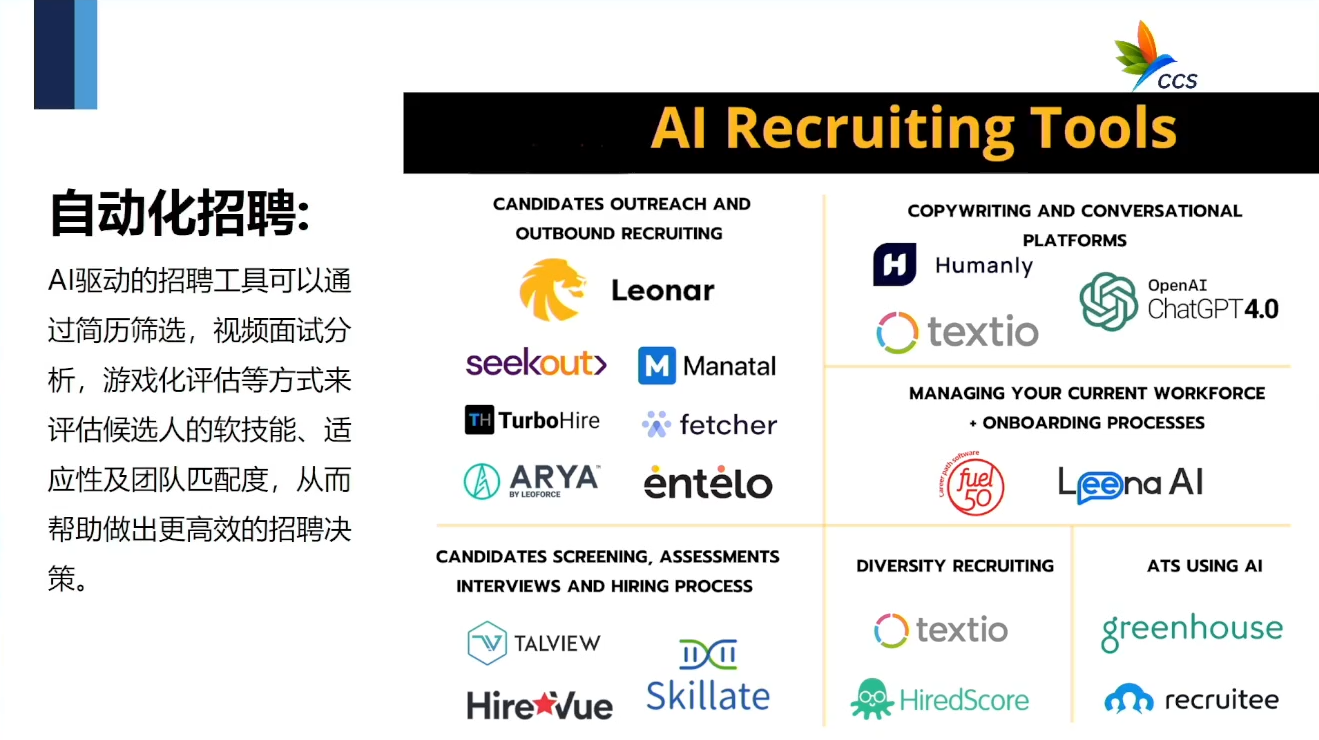 CCS
AI Recruiting Tools
自动化招聘:
AI驱动的招聘工具可以通
过简历筛选，视频面试分
析，游戏化评估等方式来
评估候选人的软技能、适
应性及团队匹配度，从而
帮助做出更高效的招聘决
策。
CANDIDATES OUTREACH AND
OUTBOUND RECRUITING
Leonar
seekout
M Manatal
TH TurboHire
fetcher
ARYA™
BY LEOFORCE
entelo
COPYWRITING AND CONVERSATIONAL
PLATFORMS
H Humanly
OpenAI
ChatGPT 4.0
textio
MANAGING YOUR CURRENT WORKFORCE
+ ONBOARDING PROCESSES
Career path software
fuel
50
Leena AI
CANDIDATES SCREENING, ASSESSMENTS
INTERVIEWS AND HIRING PROCESS
TALVIEW
Skillate
HireVue
DIVERSITY RECRUITING
textio
HiredScore
ATS USING AI
greenhouse
recruitee